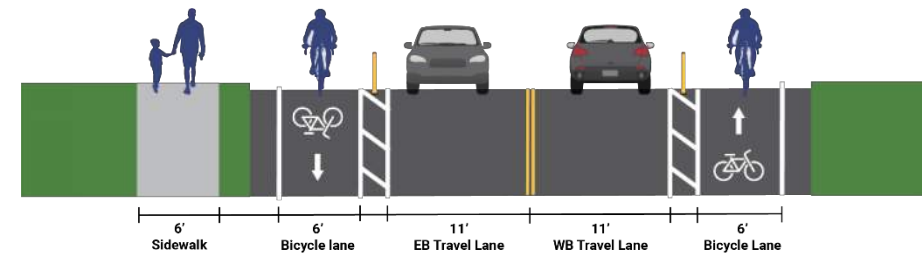 6’
Sidewalk
6’
Bicycle lane
11’
EB Travel Lane
11’
WB Travel Lane
6’
Bicycle Lane